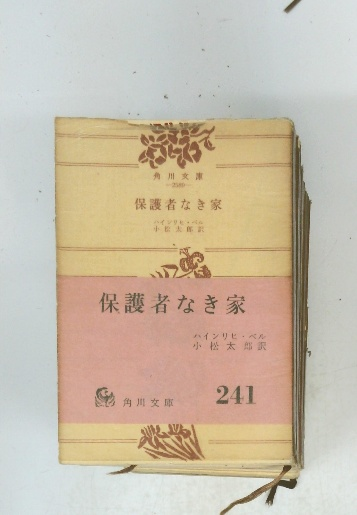 角川文庫
保護者なき家
ハインリヒ・ベル
小松太郎訳
保護者なき家
ハインリヒ・ベル
小松太郎訳
角川文庫
241